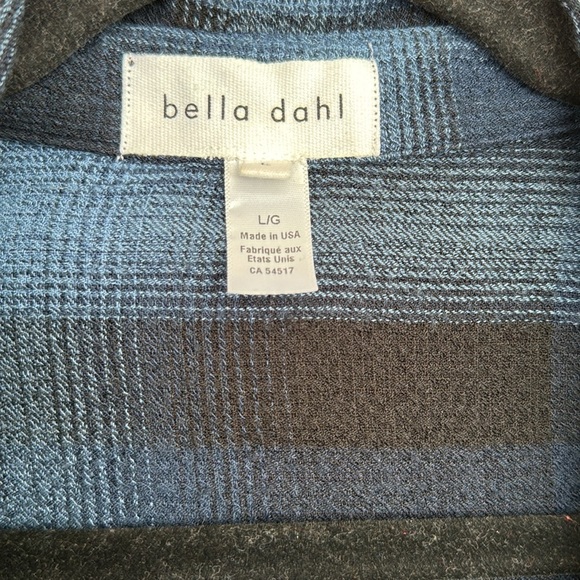 bella dahl
L/G
Made in USA
Fabriqué aux
Etats Unis
CA 54517